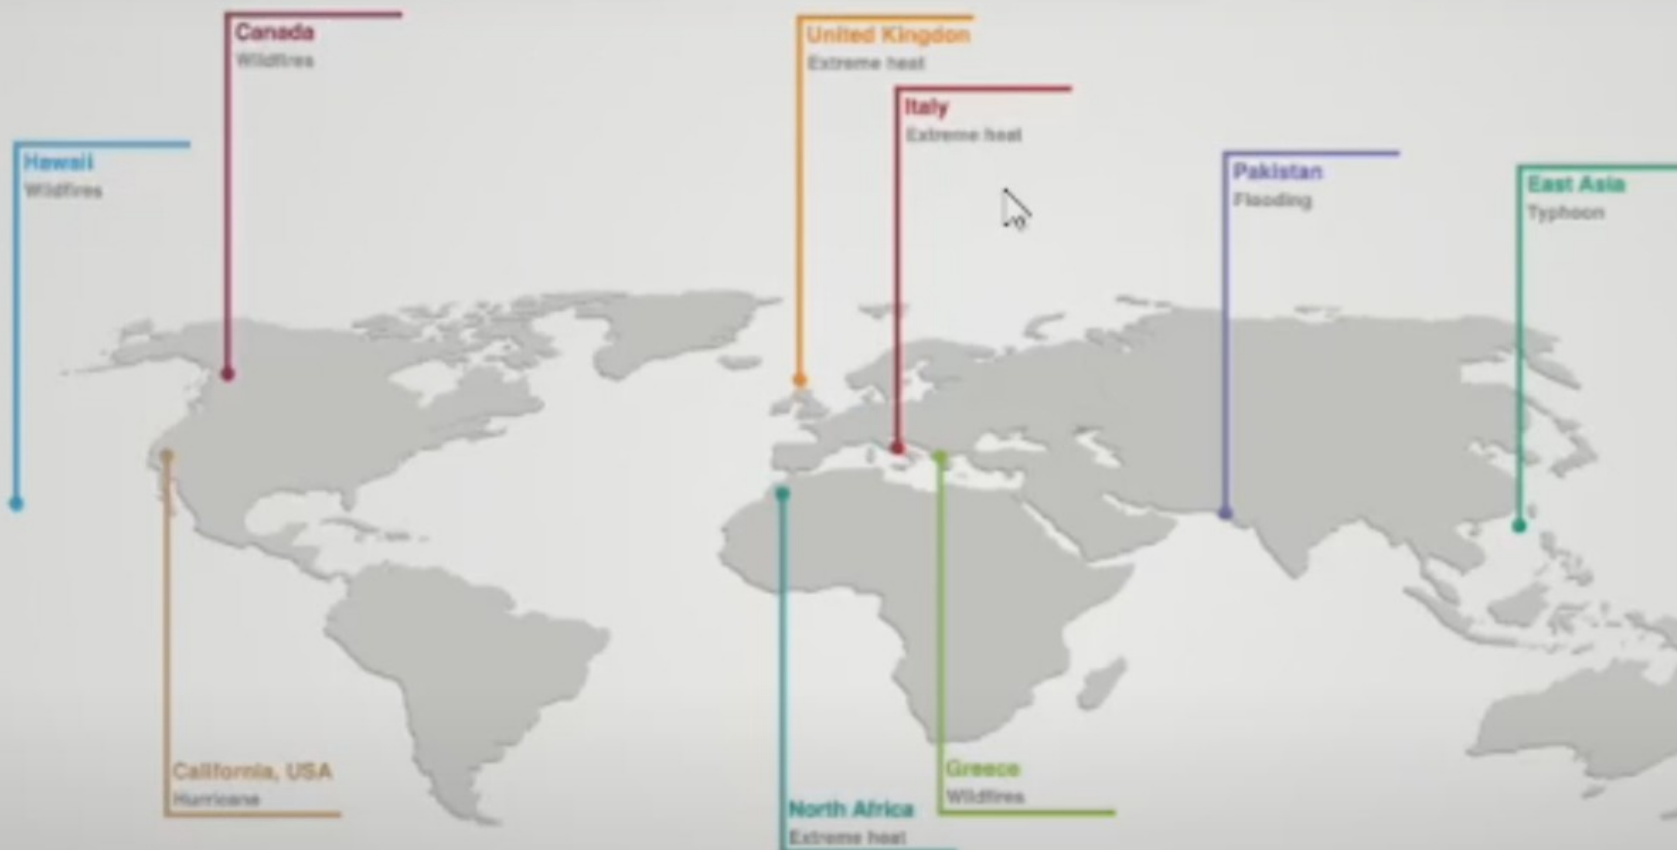 Canada
Wildfires
United Kingdon
Extreme heat
Italy
Extreme heat
Hawaii
Wildfires
Pakistan
Flooding
East Asia
Typhoon
California, USA
Hurricane
Greece
Wildfires
North Africa
Extreme heat